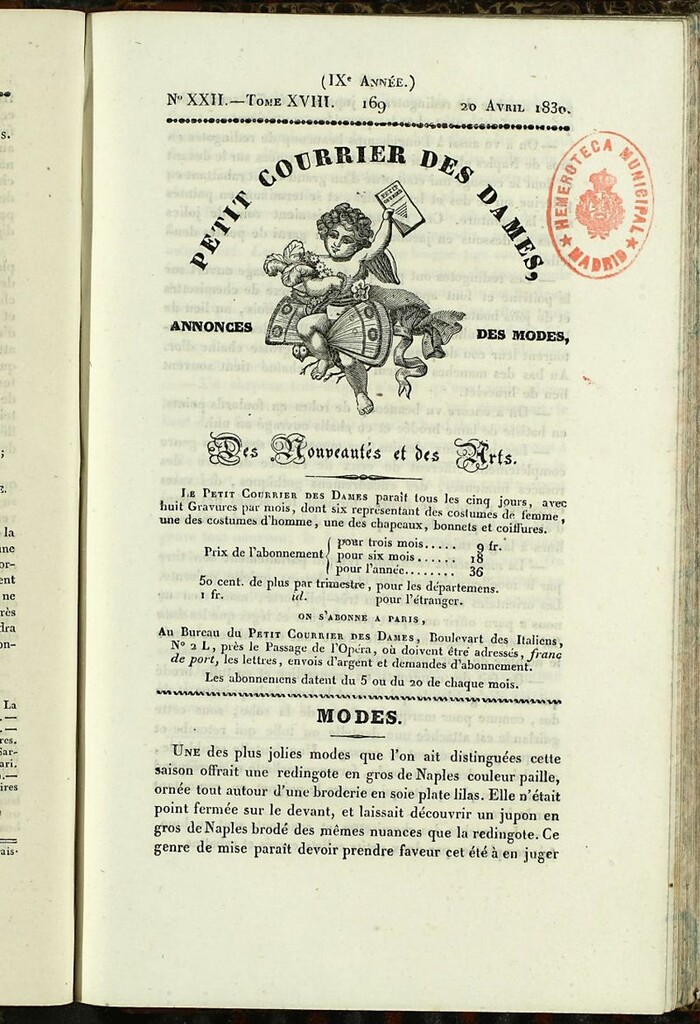 (IXe ANNÉE.)
No XXII.—TOME XVIII. 169 20 AVRIL 1830.
PETIT COURRIER DES DAMES,
HEMEROTECA MUNICIPAL
MADRID
PETIT
ANNONCES DES MODES,
Des Nouveautés et des Arts.
LE PETIT COURRIER DES DAMES paraît tous les cinq jours, avec
huit Gravures par mois, dont six représentant des costumes de femme,
une des costumes d'homme, une des chapeaux, bonnets et coiffures.
Prix de l'abonnement
pour trois mois..... 9 fr.
pour six mois...... 18
pour l'année........ 36
50 cent. de plus par trimestre, pour les départemens.
1 fr. id. pour l'étranger.
ON S'ABONNE A PARIS,
Au Bureau du PETIT COURRIER DES DAMES, Boulevart des Italiens,
No 2 L, près le Passage de l'Opéra, où doivent être adressés, franc
de port, les lettres, envois d'argent et demandes d'abonnement.
Les abonnemens datent du 5 ou du 20 de chaque mois.
MODES.
UNE des plus jolies modes que l'on ait distinguées cette
saison offrait une redingote en gros de Naples couleur paille,
ornée tout autour d'une broderie en soie plate lilas. Elle n'était
point fermée sur le devant, et laissait découvrir un jupon en
gros de Naples brodé des mêmes nuances que la redingote. Ce
genre de mise paraît devoir prendre faveur cet été à en juger